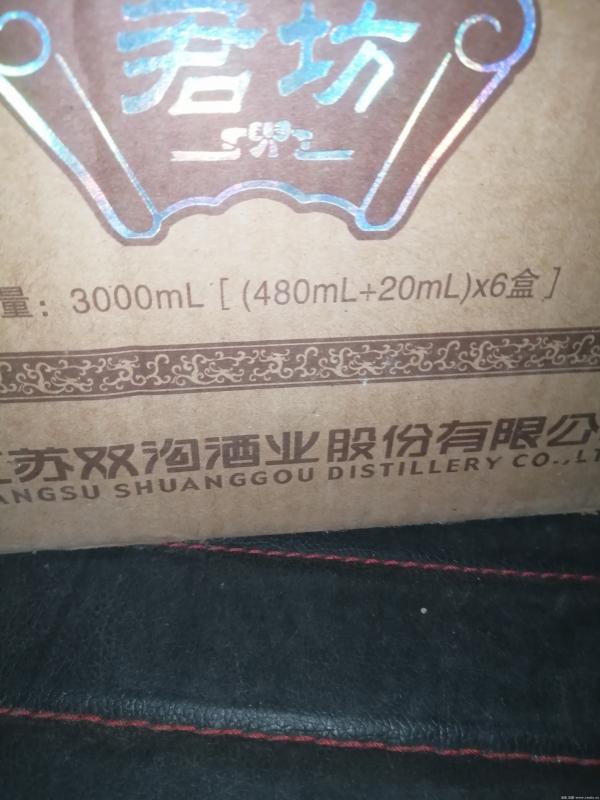 君坊
量：3000mL［(480mL+20mL)x6盒］
苏双沟酒业股份有限公
ANGSU SHUANGGOU DISTILLERY CO.,LT